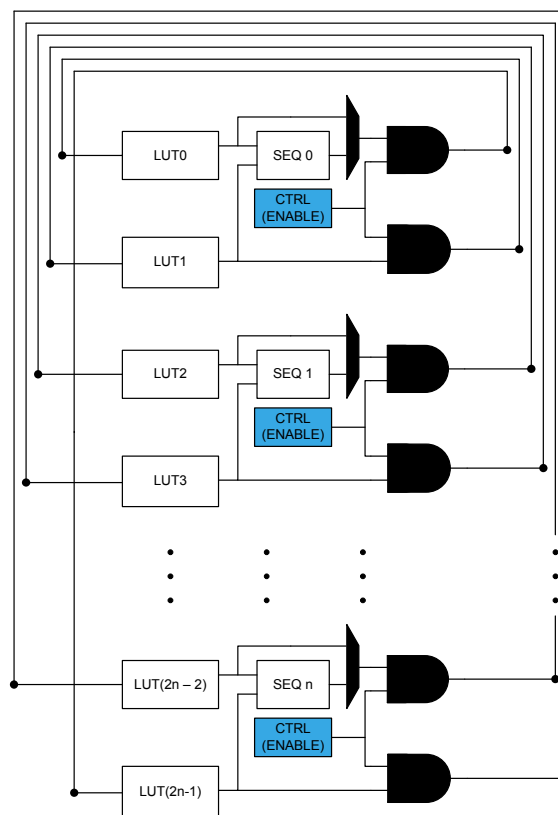 LUT0
SEQ 0
CTRL
(ENABLE)
LUT1
LUT2
SEQ 1
CTRL
(ENABLE)
LUT3
LUT(2n – 2)
SEQ n
CTRL
(ENABLE)
LUT(2n-1)